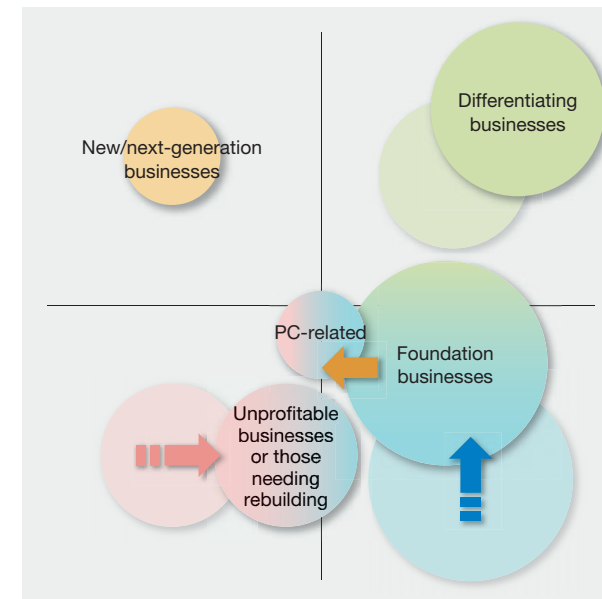 Differentiating
businesses
New/next-generation
businesses
PC-related
Foundation
businesses
Unprofitable
businesses
or those
needing
rebuilding